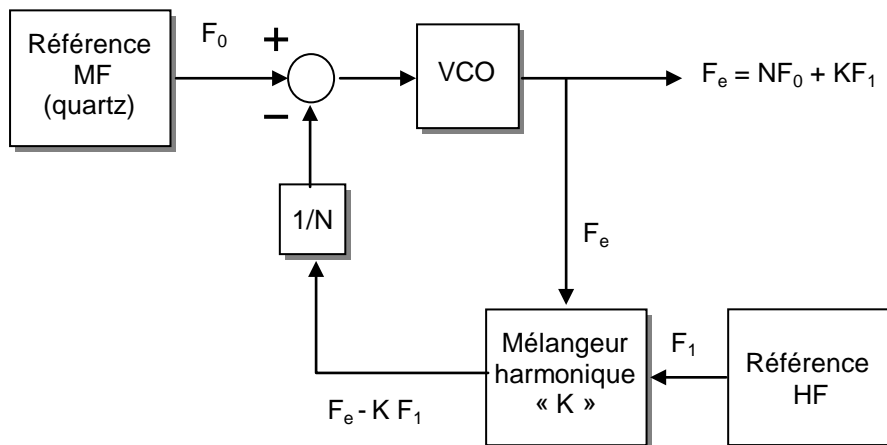 Référence
MF
(quartz)
F₀
+
−
VCO
Fₑ = NF₀ + KF₁
1/N
Fₑ
Mélangeur
harmonique
« K »
F₁
Référence
HF
Fₑ - K F₁